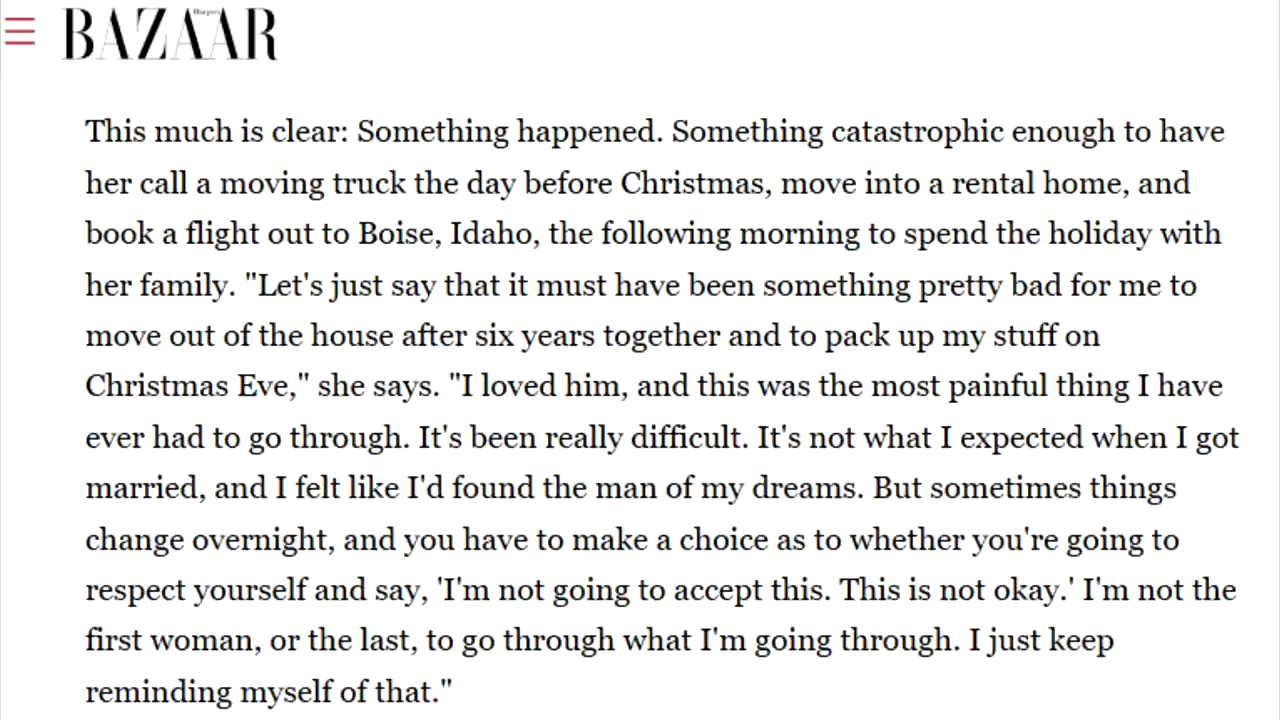 Harper's
BAZAAR
This much is clear: Something happened. Something catastrophic enough to have
her call a moving truck the day before Christmas, move into a rental home, and
book a flight out to Boise, Idaho, the following morning to spend the holiday with
her family. "Let's just say that it must have been something pretty bad for me to
move out of the house after six years together and to pack up my stuff on
Christmas Eve," she says. "I loved him, and this was the most painful thing I have
ever had to go through. It's been really difficult. It's not what I expected when I got
married, and I felt like I'd found the man of my dreams. But sometimes things
change overnight, and you have to make a choice as to whether you're going to
respect yourself and say, 'I'm not going to accept this. This is not okay.' I'm not the
first woman, or the last, to go through what I'm going through. I just keep
reminding myself of that."